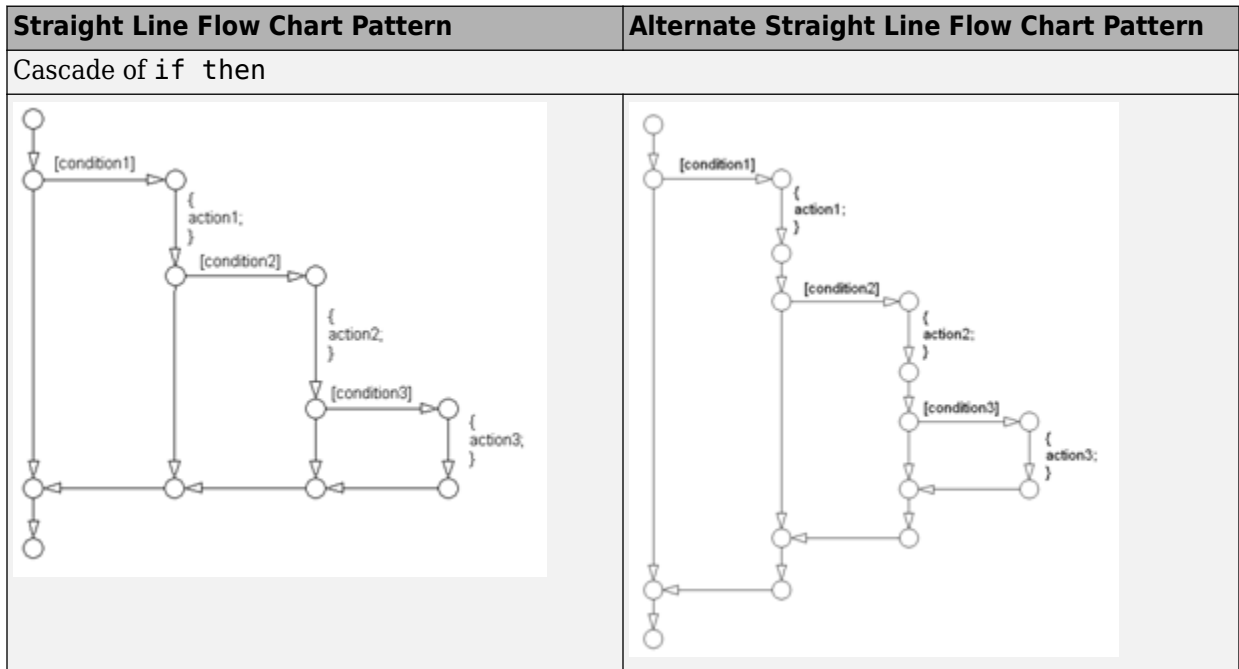 Straight Line Flow Chart Pattern
Alternate Straight Line Flow Chart Pattern
Cascade of if then
[condition1]
{
action1;
}
[condition2]
{
action2;
}
[condition3]
{
action3;
}
[condition1]
{
action1;
}
[condition2]
{
action2;
}
[condition3]
{
action3;
}